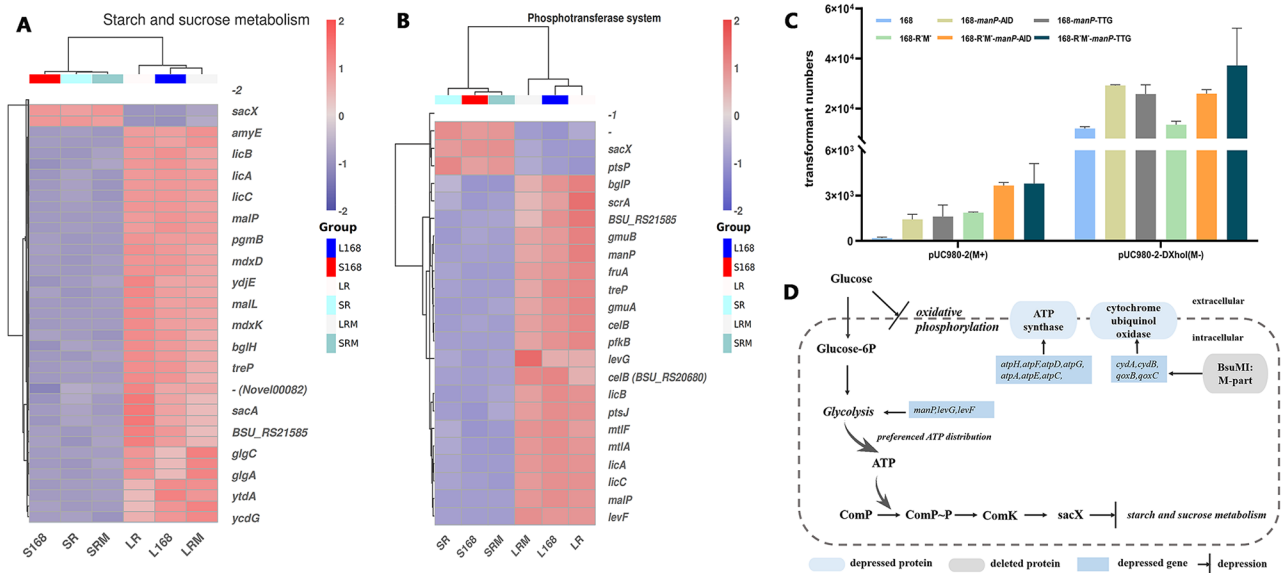 A
Starch and sucrose metabolism
2
1
0
-1
-2
-2
sacX
amyE
licB
licA
licC
malP
pgmB
mdxD
ydjE
malL
mdxK
bglH
treP
- (Novel00082)
sacA
BSU_RS21585
glgC
glgA
ytdA
ycdG
S168 SR SRM LR L168 LRM
Group
L168
S168
LR
SR
LRM
SRM
B
Phosphotransferase system
2
1
0
-1
-2
-1
-
sacX
ptsP
bglP
scrA
BSU_RS21585
gmuB
manP
fruA
treP
gmuA
celB
pfkB
levG
celB (BSU_RS20680)
licB
ptsJ
mtlF
mtlA
licA
licC
malP
levF
SR S168 SRM LRM L168 LR
Group
L168
S168
LR
SR
LRM
SRM
C
168 168-manP-AID 168-manP-TTG
168-R⁻M⁻ 168-R⁻M⁻-manP-AID 168-R⁻M⁻-manP-TTG
transformant numbers
6×10⁴
4×10⁴
2×10⁴
6×10³
3×10³
0
pUC980-2(M+) pUC980-2-DXhoI(M-)
D
Glucose
oxidative
phosphorylation
ATP
synthase
cytochrome
ubiquinol
oxidase
extracellular
intracellular
Glucose-6P
atpH,atpF,atpD,atpG,
atpA,atpE,atpC,
cydA,cydB,
qoxB,qoxC
BsuMI:
M-part
Glycolysis
manP,levG,levF
preferenced ATP distribution
ATP
ComP ComP~P ComK sacX starch and sucrose metabolism
depressed protein deleted protein depressed gene depression